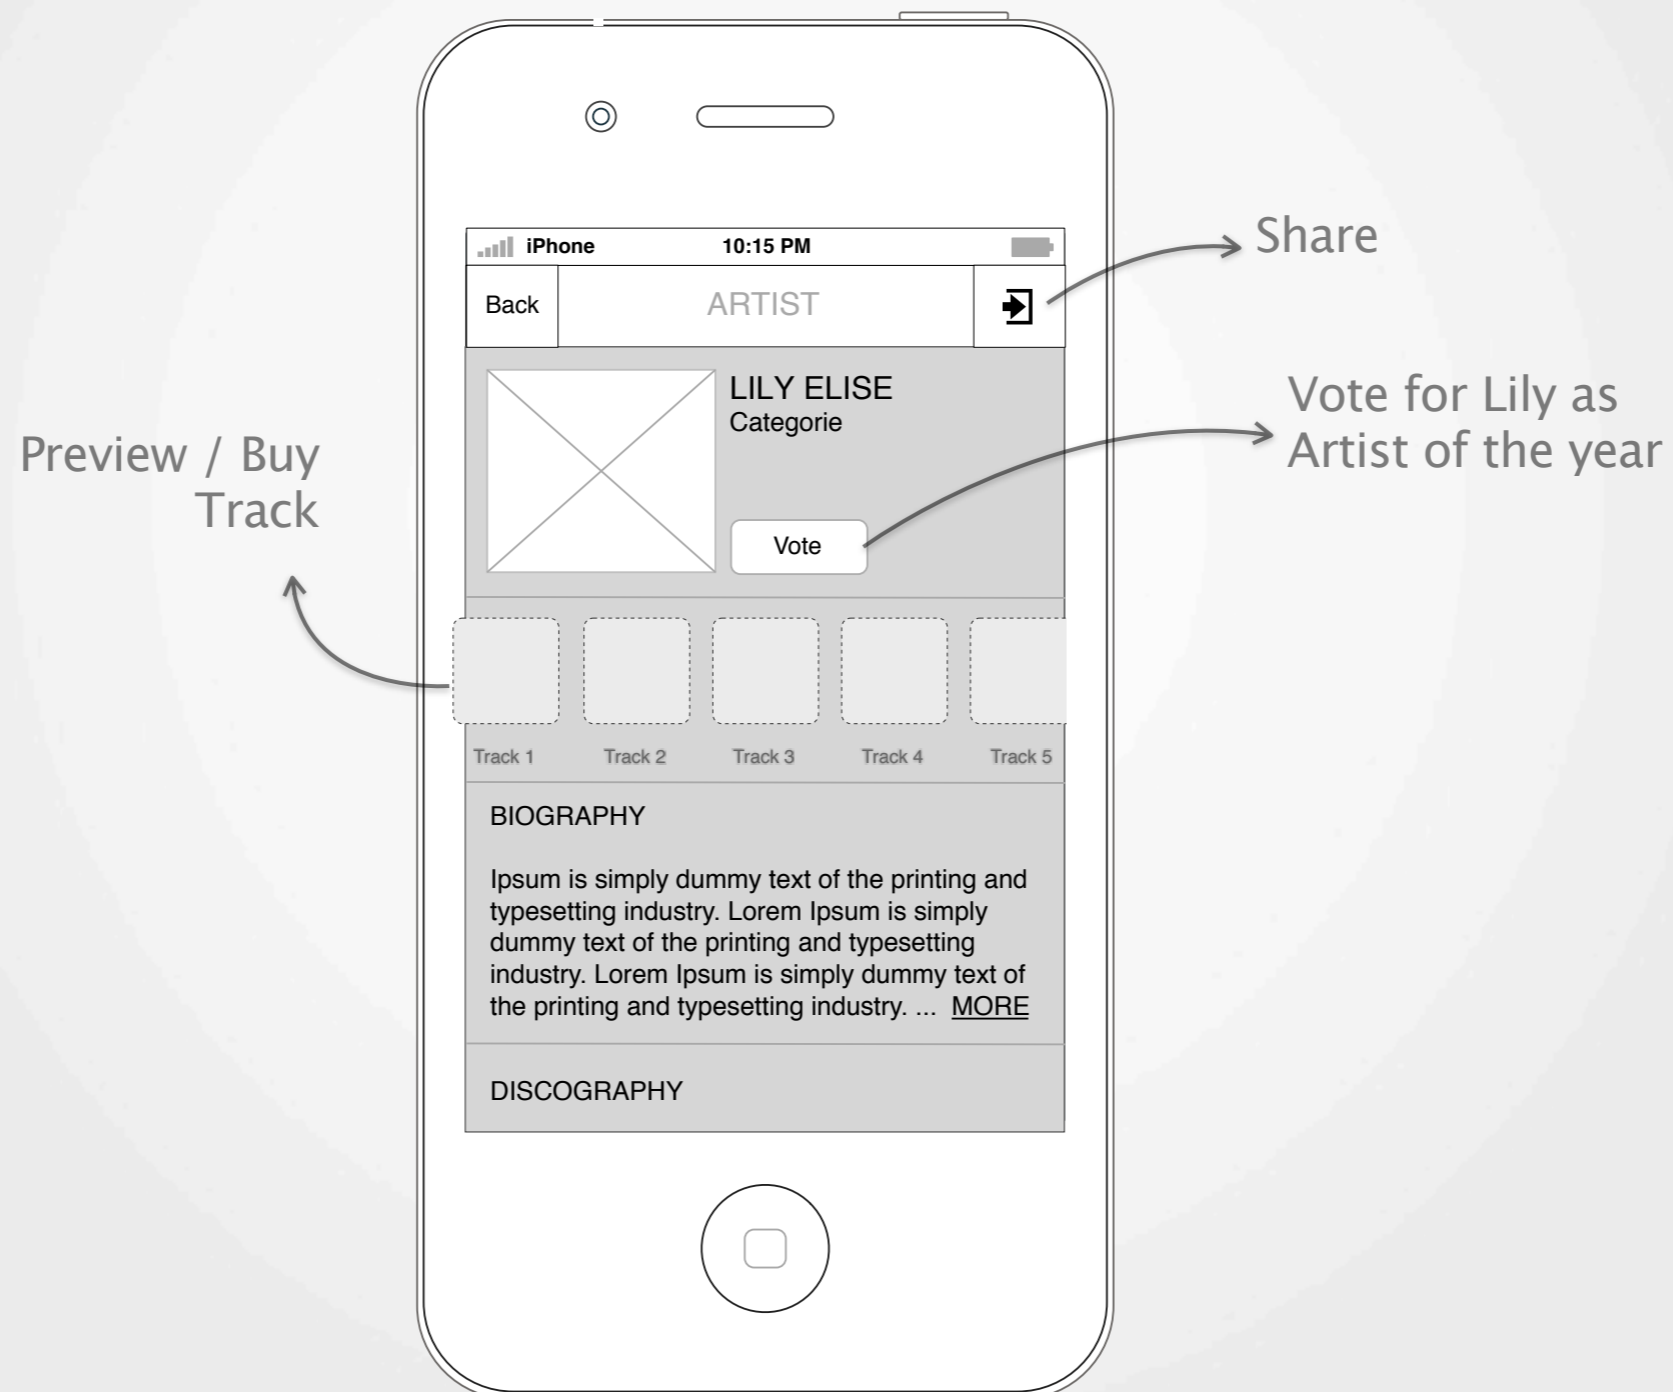 iPhone 10:15 PM
Share
Back ARTIST
LILY ELISE
Categorie
Vote for Lily as
Artist of the year
Preview / Buy
Track
Vote
Track 1 Track 2 Track 3 Track 4 Track 5
BIOGRAPHY
Ipsum is simply dummy text of the printing and
typesetting industry. Lorem Ipsum is simply
dummy text of the printing and typesetting
industry. Lorem Ipsum is simply dummy text of
the printing and typesetting industry. ... MORE
DISCOGRAPHY